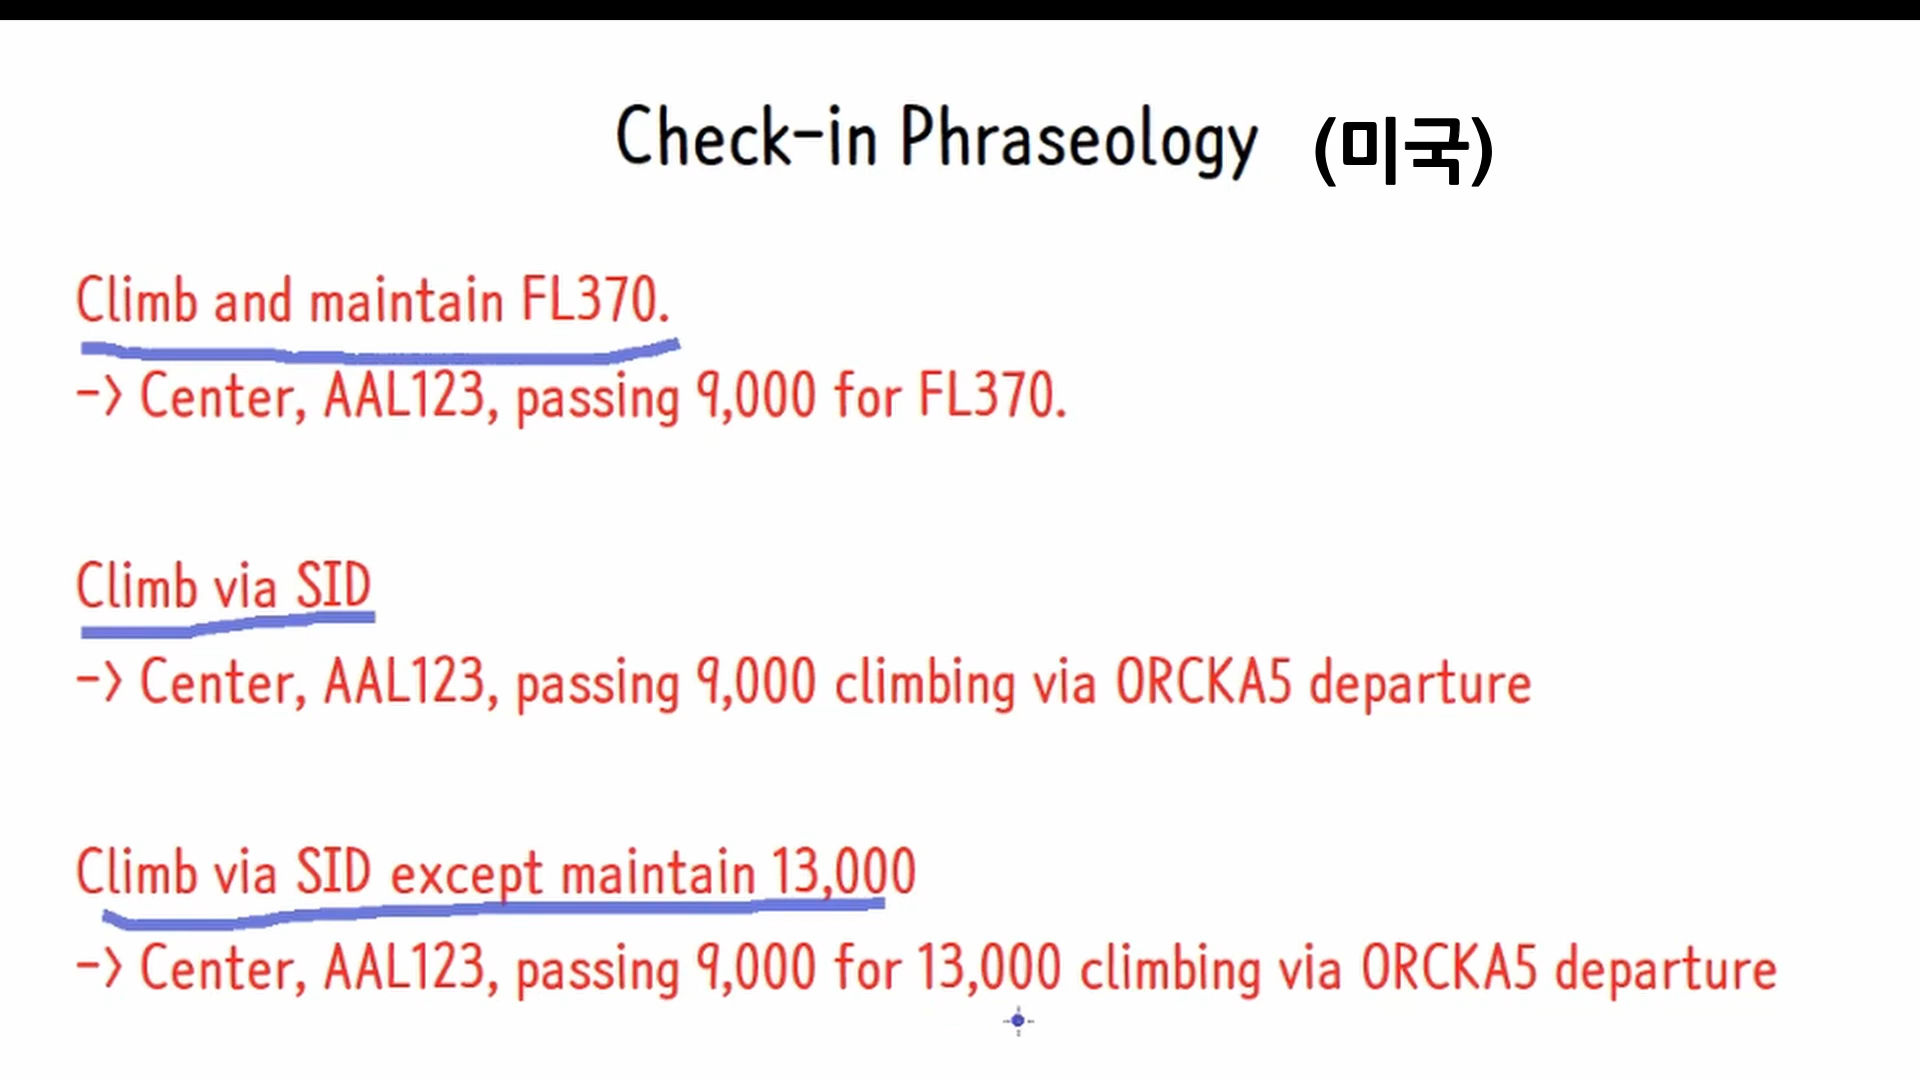 Check-in Phraseology (미국)
Climb and maintain FL370.
-> Center, AAL123, passing 9,000 for FL370.
Climb via SID
-> Center, AAL123, passing 9,000 climbing via ORCKA5 departure
Climb via SID except maintain 13,000
-> Center, AAL123, passing 9,000 for 13,000 climbing via ORCKA5 departure